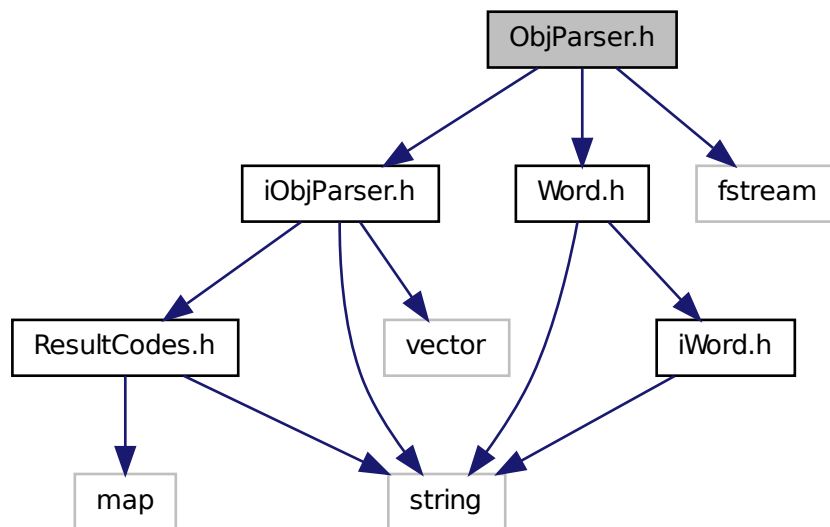 ObjParser.h
iObjParser.h
Word.h
fstream
ResultCodes.h
vector
iWord.h
map
string